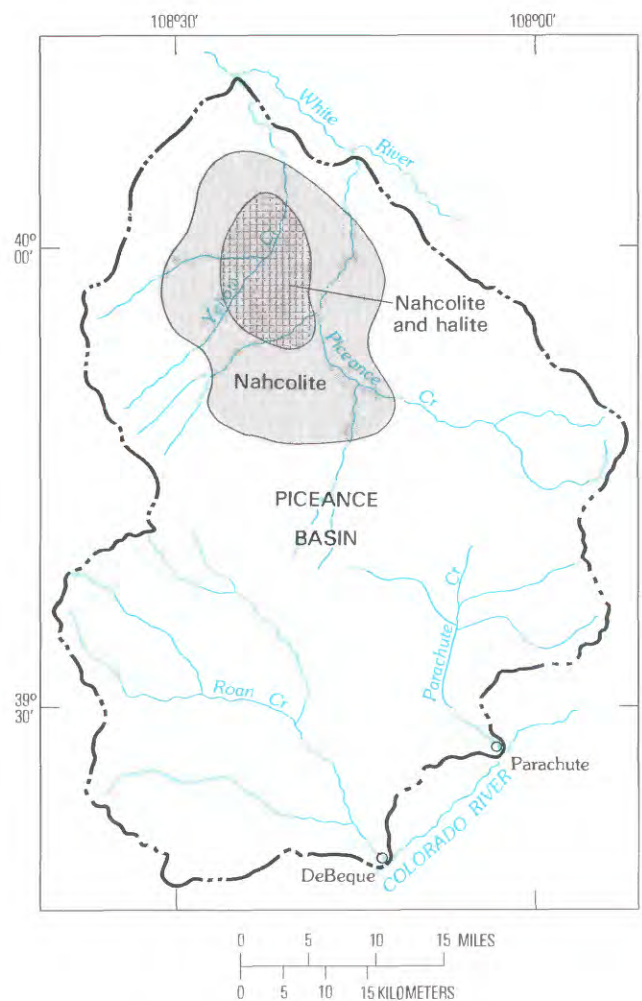 108°30′
108°00′
White
River
40°
00′
Yellow
Cr
Nahcolite
and halite
Piceance
Cr
Nahcolite
PICEANCE
BASIN
Cr
Parachute
Roan Cr
39°
30′
Parachute
COLORADO RIVER
DeBeque
0 5 10 15 MILES
0 5 10 15 KILOMETERS